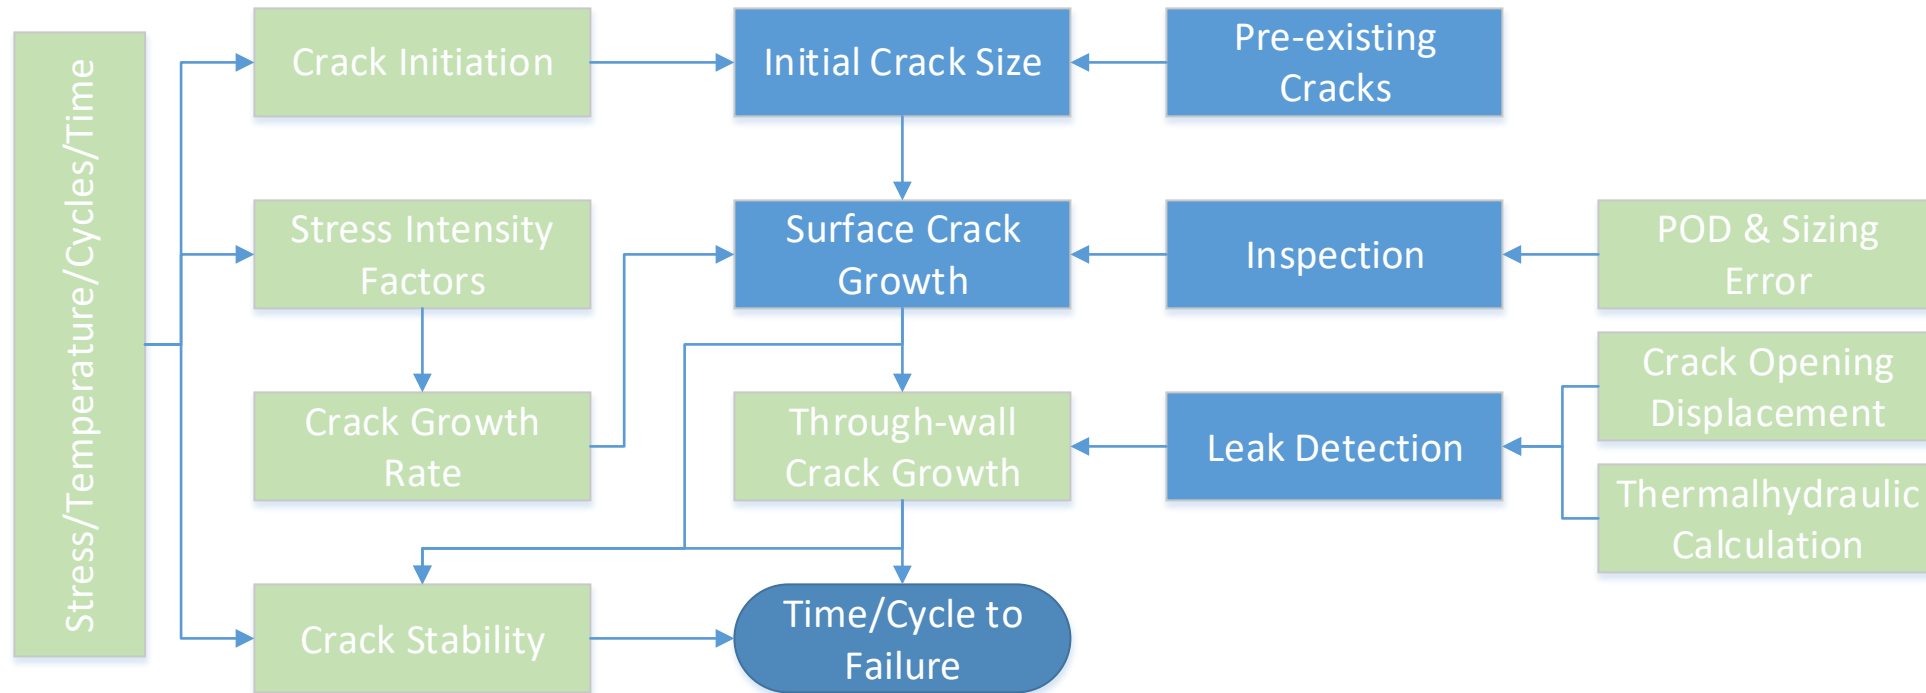 Stress/Temperature/Cycles/Time
Crack Initiation
Initial Crack Size
Pre-existing
Cracks
Stress Intensity
Factors
Surface Crack
Growth
Inspection
POD & Sizing
Error
Crack Growth
Rate
Through-wall
Crack Growth
Leak Detection
Crack Opening
Displacement
Thermalhydraulic
Calculation
Crack Stability
Time/Cycle to
Failure